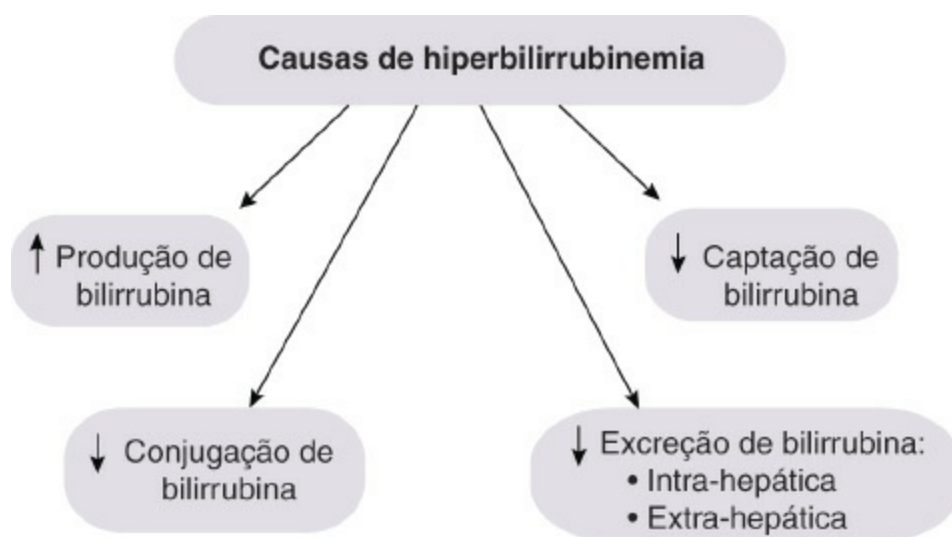 Causas de hiperbilirrubinemia
↑ Produção de
bilirrubina
↓ Captação de
bilirrubina
↓ Conjugação de
bilirrubina
↓ Excreção de bilirrubina:
• Intra-hepática
• Extra-hepática